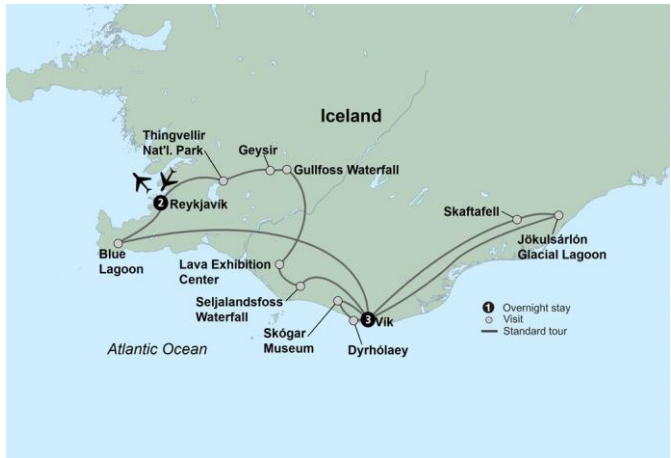 Iceland
Thingvellir
Nat'l. Park
Geysir
Gullfoss Waterfall
2
Reykjavík
Skaftafell
Blue
Lagoon
Lava Exhibition
Center
Jökulsárlón
Glacial Lagoon
Seljalandsfoss
Waterfall
3
Vík
Skógar
Museum
Dyrhólaey
Atlantic Ocean
1 Overnight stay
Visit
Standard tour